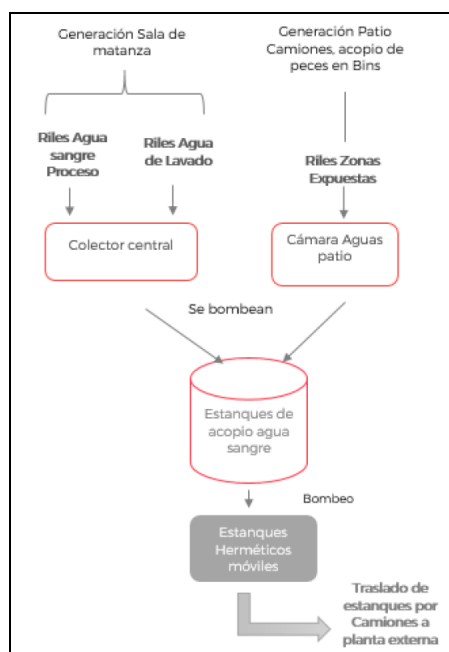 Generación Sala de
matanza
Generación Patio
Camiones, acopio de
peces en Bins
Riles Agua
sangre
Proceso
Riles Agua
de Lavado
Riles Zonas
Expuestas
Colector central
Cámara Aguas
patio
Se bombean
Estanques de
acopio agua
sangre
Bombeo
Estanques
Herméticos
móviles
Traslado de
estanques por
Camiones a
planta externa